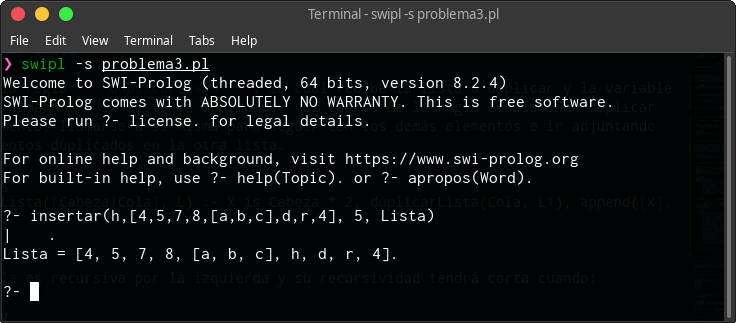 Terminal - swipl -s problema3.pl
File Edit View Terminal Tabs Help
❯ swipl -s problema3.pl
Welcome to SWI-Prolog (threaded, 64 bits, version 8.2.4)
SWI-Prolog comes with ABSOLUTELY NO WARRANTY. This is free software.
Please run ?- license. for legal details.
For online help and background, visit https://www.swi-prolog.org
For built-in help, use ?- help(Topic). or ?- apropos(Word).
?- insertar(h,[4,5,7,8,[a,b,c],d,r,4], 5, Lista)
|    .
Lista = [4, 5, 7, 8, [a, b, c], h, d, r, 4].
?-